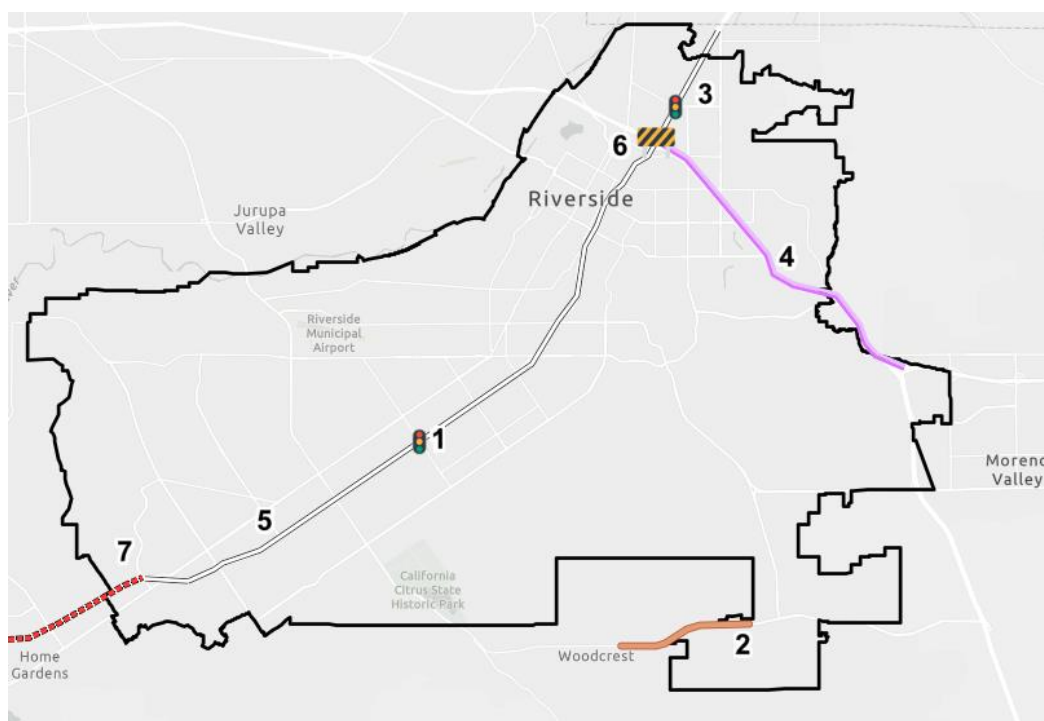 3
6
Riverside
Jurupa
Valley
4
Riverside
Municipal
Airport
1
Moreno
Valley
5
7
California
Citrus State
Historic Park
2
Woodcrest
Home
Gardens